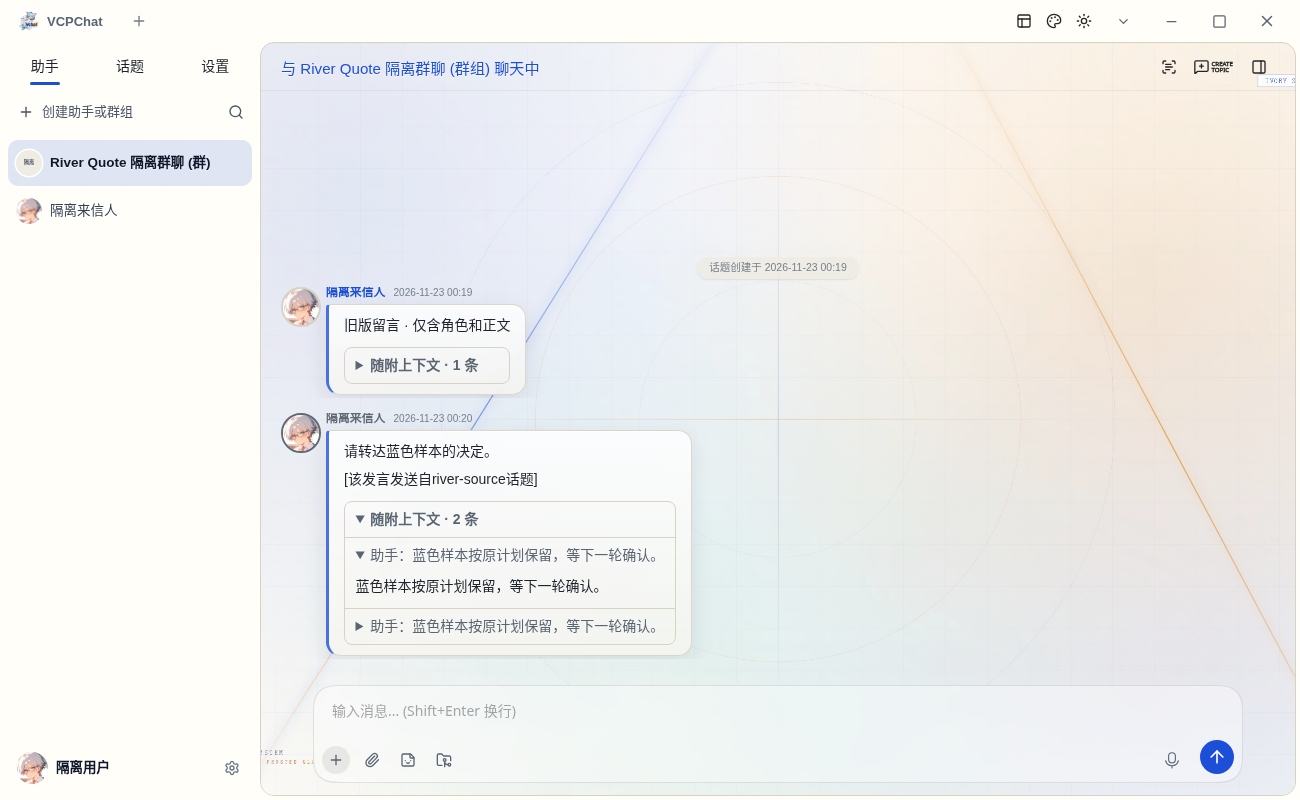 VCPChat
助手 话题 设置
创建助手或群组
River Quote 隔离群聊 (群)
隔离来信人
隔离用户
与 River Quote 隔离群聊 (群组) 聊天中
CREATE
TOPIC
话题创建于 2026-11-23 00:19
隔离来信人 2026-11-23 00:19
旧版留言 · 仅含角色和正文
随附上下文 · 1 条
隔离来信人 2026-11-23 00:20
请转达蓝色样本的决定。
[该发言发送自river-source话题]
随附上下文 · 2 条
助手：蓝色样本按原计划保留，等下一轮确认。
蓝色样本按原计划保留，等下一轮确认。
助手：蓝色样本按原计划保留，等下一轮确认。
输入消息... (Shift+Enter 换行)